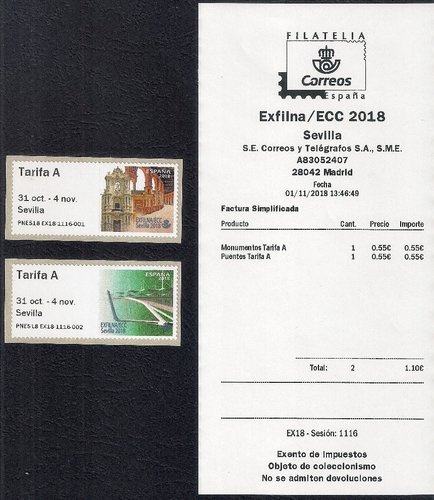 Tarifa A
ESPAÑA
2018
31 oct. - 4 nov.
Sevilla
EXFILNA/ECC
Sevilla 2018
PNE518 EX18-1116-001
Tarifa A
ESPAÑA
2018
31 oct. - 4 nov.
Sevilla
EXFILNA/ECC
Sevilla 2018
PNE518 EX18-1116-002
FILATELIA
Correos
España
Exfilna/ECC 2018
Sevilla
S.E. Correos y Telégrafos S.A., S.M.E.
A83052407
28042 Madrid
Fecha
01/11/2018 13:46:49
Factura Simplificada
Producto Cant. Precio Importe
Monumentos Tarifa A 1 0.55€ 0.55€
Puentes Tarifa A 1 0.55€ 0.55€
Total: 2 1.10€
EX18 - Sesión: 1116
Exento de Impuestos
Objeto de coleccionismo
No se admiten devoluciones